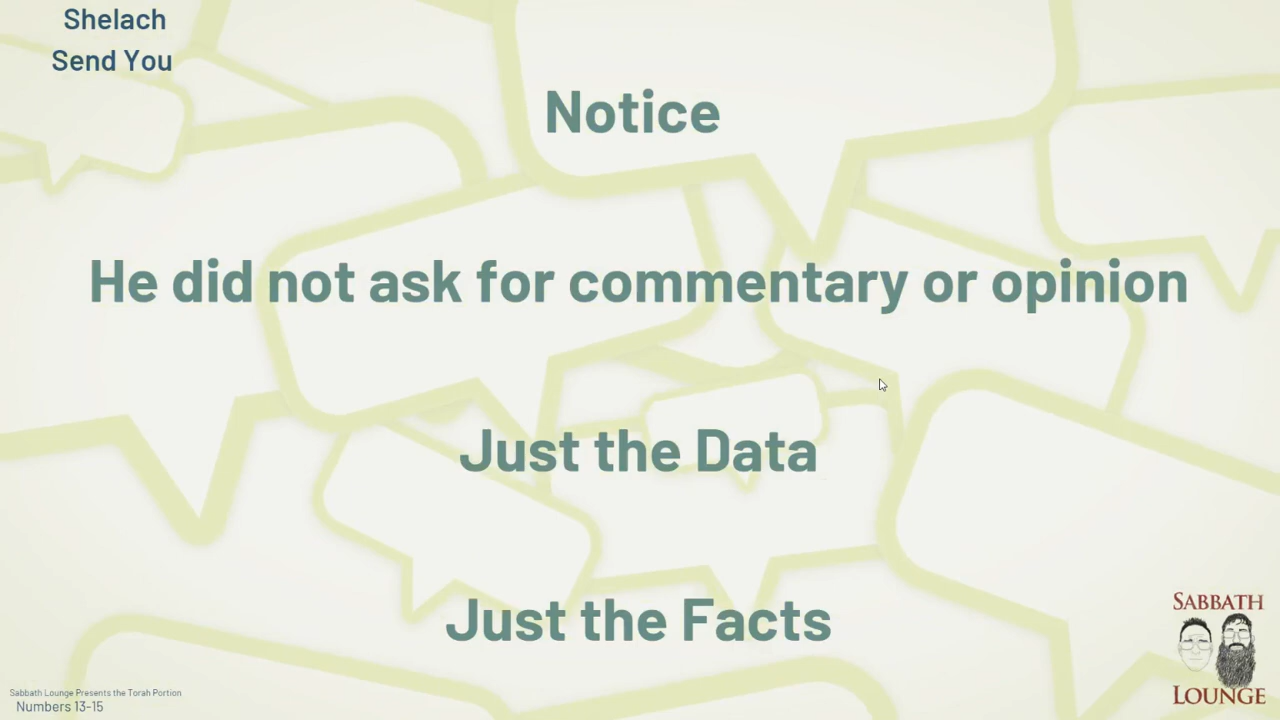 Shelach
Send You
Notice
He did not ask for commentary or opinion
Just the Data
Just the Facts
SABBATH
LOUNGE
Sabbath Lounge Presents the Torah Portion
Numbers 13-15